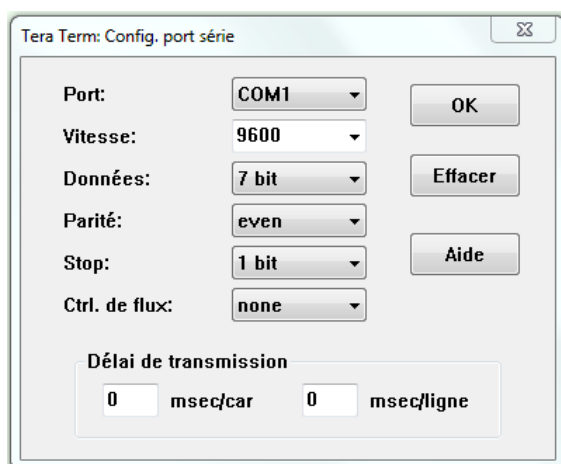 Tera Term: Config. port série
Port: COM1 OK
Vitesse: 9600
Données: 7 bit Effacer
Parité: even
Stop: 1 bit Aide
Ctrl. de flux: none
Délai de transmission
0 msec/car 0 msec/ligne